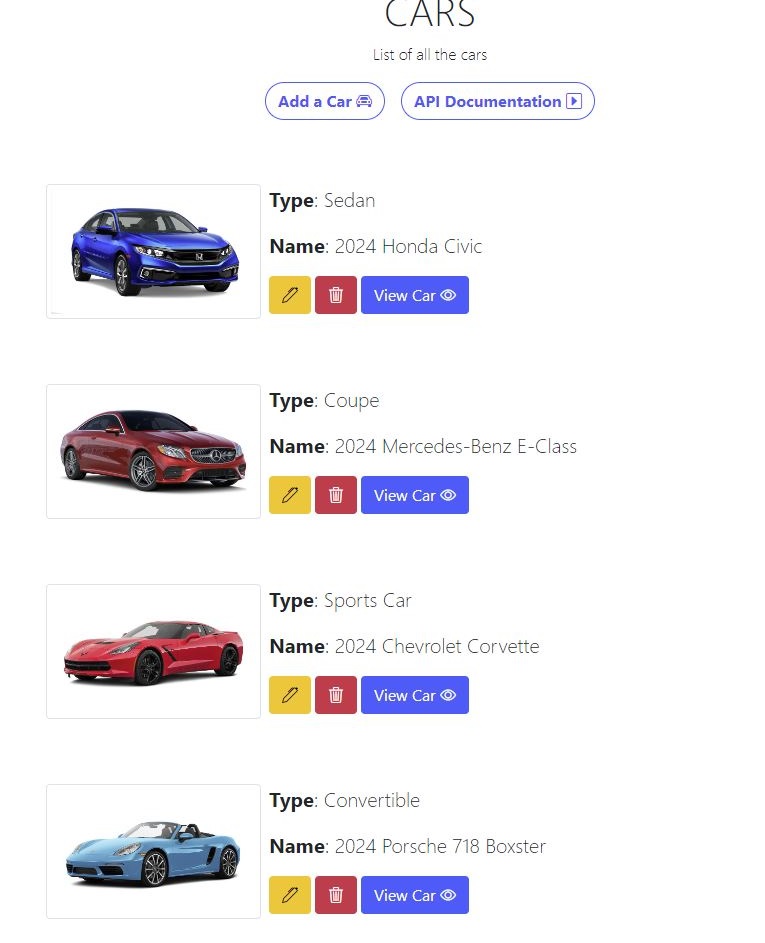 CARS
List of all the cars
Add a Car
API Documentation
Type: Sedan
Name: 2024 Honda Civic
View Car
Type: Coupe
Name: 2024 Mercedes-Benz E-Class
View Car
Type: Sports Car
Name: 2024 Chevrolet Corvette
View Car
Type: Convertible
Name: 2024 Porsche 718 Boxster
View Car